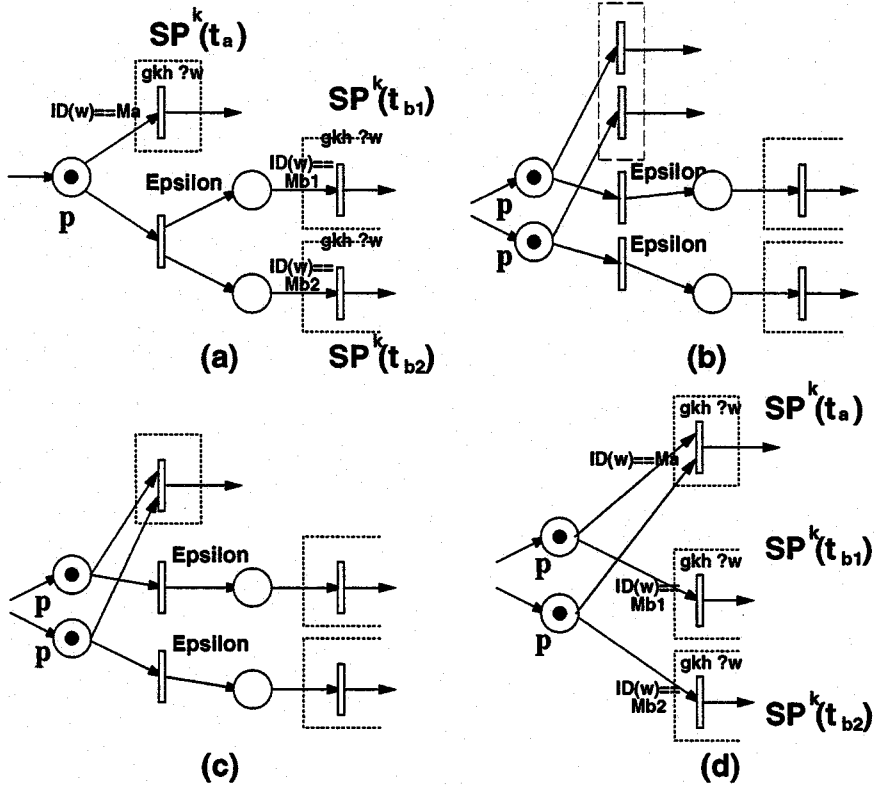 SP^k(t_a)
gkh ?w
ID(w)==Ma
SP^k(t_b1)
gkh ?w
Epsilon
ID(w)==
Mb1
p
gkh ?w
ID(w)==
Mb2
(a)
SP^k(t_b2)
Epsilon
p
Epsilon
p
(b)
Epsilon
p
Epsilon
p
(c)
SP^k(t_a)
gkh ?w
ID(w)==Ma
SP^k(t_b1)
gkh ?w
p
ID(w)==
Mb1
p
gkh ?w
ID(w)==
Mb2
SP^k(t_b2)
(d)